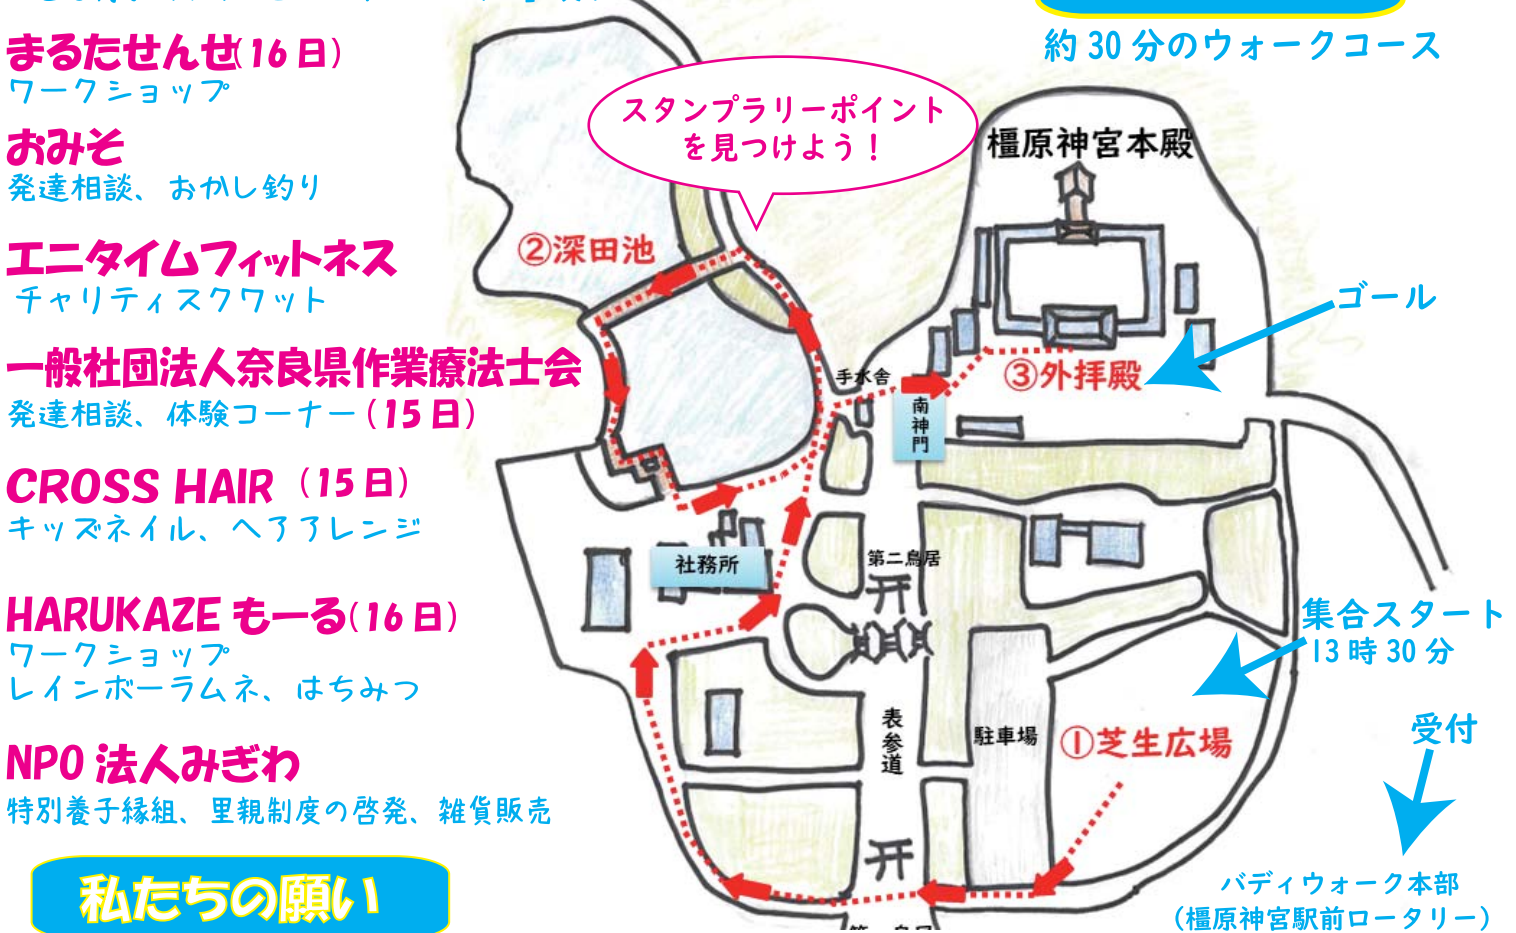 まるたせんせ(16日)
ワークショップ
おみそ
発達相談、おかし釣り
エニタイムフィットネス
チャリティスクワット
一般社団法人奈良県作業療法士会
発達相談、体験コーナー(15日)
CROSS HAIR (15日)
キッズネイル、ヘアアレンジ
HARUKAZEもーる(16日)
ワークショップ
レインボーラムネ、はちみつ
NPO法人みぎわ
特別養子縁組、里親制度の啓発、雑貨販売
私たちの願い
約30分のウォークコース
スタンプラリーポイント
を見つけよう!
橿原神宮本殿
②深田池
ゴール
手水舎
③外拝殿
南神門
第二鳥居
社務所
集合スタート
13時30分
表参道
駐車場
①芝生広場
受付
バディウォーク本部
(橿原神宮駅前ロータリー)